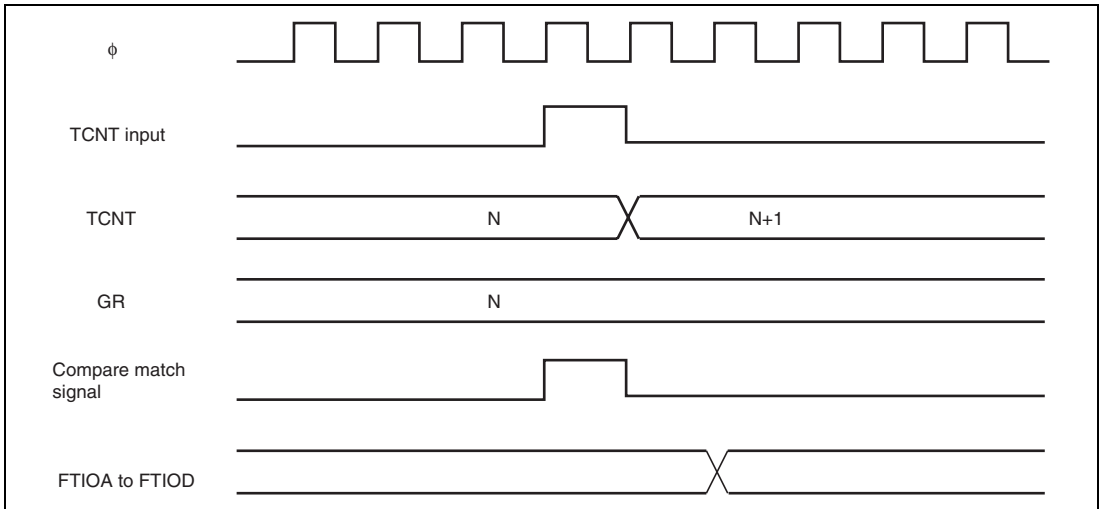 ϕ
TCNT input
TCNT
N
N+1
GR
N
Compare match
signal
FTIOA to FTIOD